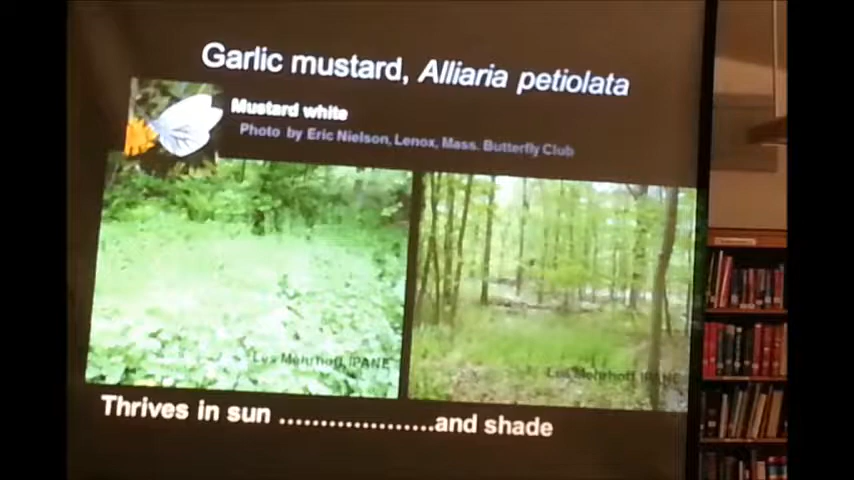 Garlic mustard, Alliaria petiolata
Mustard white
Photo by Eric Nielson, Lenox, Mass. Butterfly Club
Les Mehrhoff, IPANE
Les Mehrhoff, IPANE
Thrives in sun ...................and shade